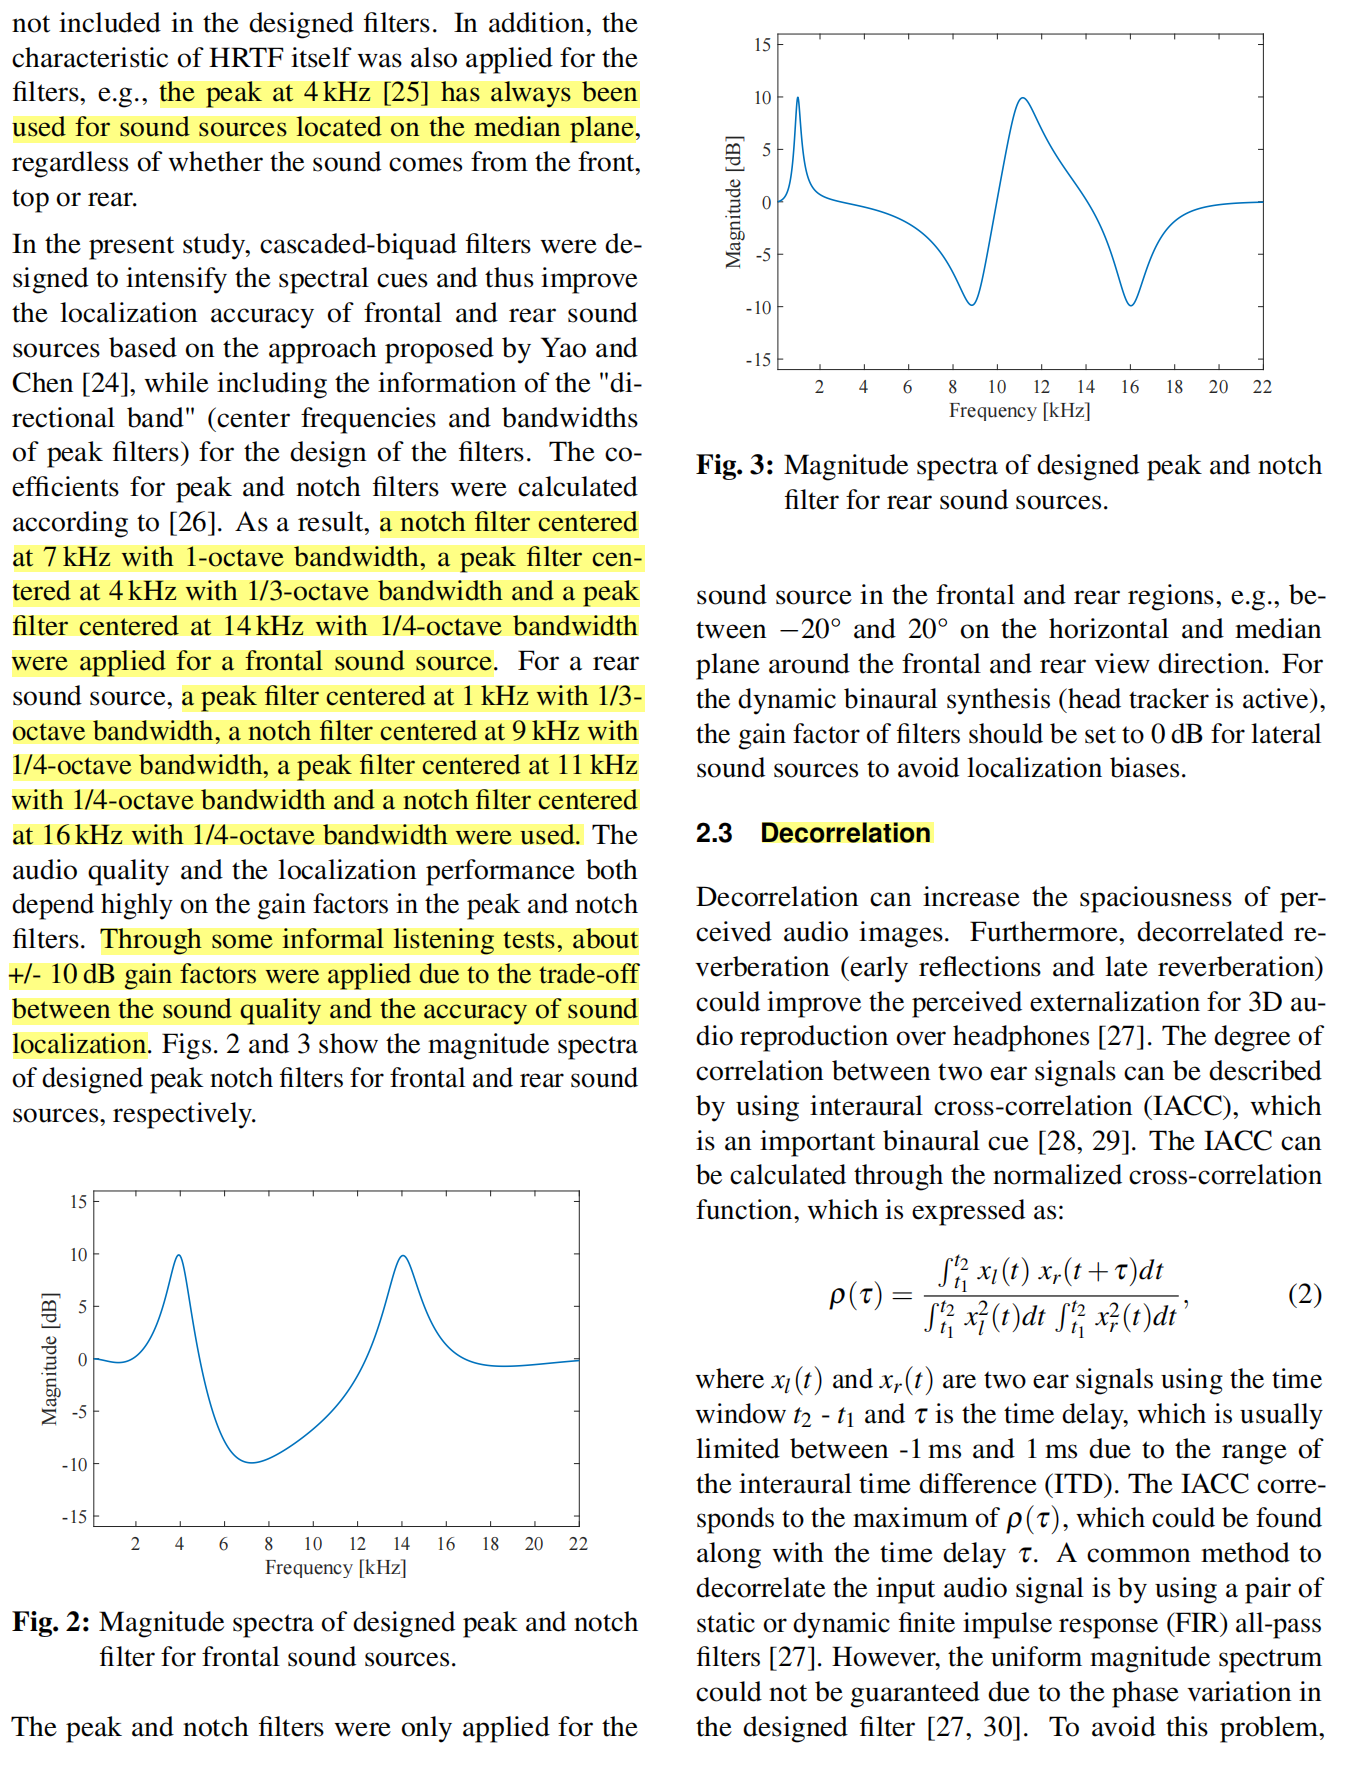 not included in the designed filters. In addition, the
characteristic of HRTF itself was also applied for the
filters, e.g., the peak at 4 kHz [25] has always been
used for sound sources located on the median plane,
regardless of whether the sound comes from the front,
top or rear.
In the present study, cascaded-biquad filters were de-
signed to intensify the spectral cues and thus improve
the localization accuracy of frontal and rear sound
sources based on the approach proposed by Yao and
Chen [24], while including the information of the "di-
rectional band" (center frequencies and bandwidths
of peak filters) for the design of the filters. The co-
efficients for peak and notch filters were calculated
according to [26]. As a result, a notch filter centered
at 7 kHz with 1-octave bandwidth, a peak filter cen-
tered at 4 kHz with 1/3-octave bandwidth and a peak
filter centered at 14 kHz with 1/4-octave bandwidth
were applied for a frontal sound source. For a rear
sound source, a peak filter centered at 1 kHz with 1/3-
octave bandwidth, a notch filter centered at 9 kHz with
1/4-octave bandwidth, a peak filter centered at 11 kHz
with 1/4-octave bandwidth and a notch filter centered
at 16 kHz with 1/4-octave bandwidth were used. The
audio quality and the localization performance both
depend highly on the gain factors in the peak and notch
filters. Through some informal listening tests, about
+/- 10 dB gain factors were applied due to the trade-off
between the sound quality and the accuracy of sound
localization. Figs. 2 and 3 show the magnitude spectra
of designed peak notch filters for frontal and rear sound
sources, respectively.
15
10
5
0
-5
-10
-15
Magnitude [dB]
2 4 6 8 10 12 14 16 18 20 22
Frequency [kHz]
Fig. 2: Magnitude spectra of designed peak and notch
filter for frontal sound sources.
The peak and notch filters were only applied for the
15
10
5
0
-5
-10
-15
Magnitude [dB]
2 4 6 8 10 12 14 16 18 20 22
Frequency [kHz]
Fig. 3: Magnitude spectra of designed peak and notch
filter for rear sound sources.
sound source in the frontal and rear regions, e.g., be-
tween −20° and 20° on the horizontal and median
plane around the frontal and rear view direction. For
the dynamic binaural synthesis (head tracker is active),
the gain factor of filters should be set to 0 dB for lateral
sound sources to avoid localization biases.
2.3 Decorrelation
Decorrelation can increase the spaciousness of per-
ceived audio images. Furthermore, decorrelated re-
verberation (early reflections and late reverberation)
could improve the perceived externalization for 3D au-
dio reproduction over headphones [27]. The degree of
correlation between two ear signals can be described
by using interaural cross-correlation (IACC), which
is an important binaural cue [28, 29]. The IACC can
be calculated through the normalized cross-correlation
function, which is expressed as:
ρ(τ) = ∫_{t1}^{t2} x_l(t) x_r(t + τ)dt / ∫_{t1}^{t2} x_l^2(t)dt ∫_{t1}^{t2} x_r^2(t)dt , (2)
where x_l(t) and x_r(t) are two ear signals using the time
window t2 - t1 and τ is the time delay, which is usually
limited between -1 ms and 1 ms due to the range of
the interaural time difference (ITD). The IACC corre-
sponds to the maximum of ρ(τ), which could be found
along with the time delay τ. A common method to
decorrelate the input audio signal is by using a pair of
static or dynamic finite impulse response (FIR) all-pass
filters [27]. However, the uniform magnitude spectrum
could not be guaranteed due to the phase variation in
the designed filter [27, 30]. To avoid this problem,